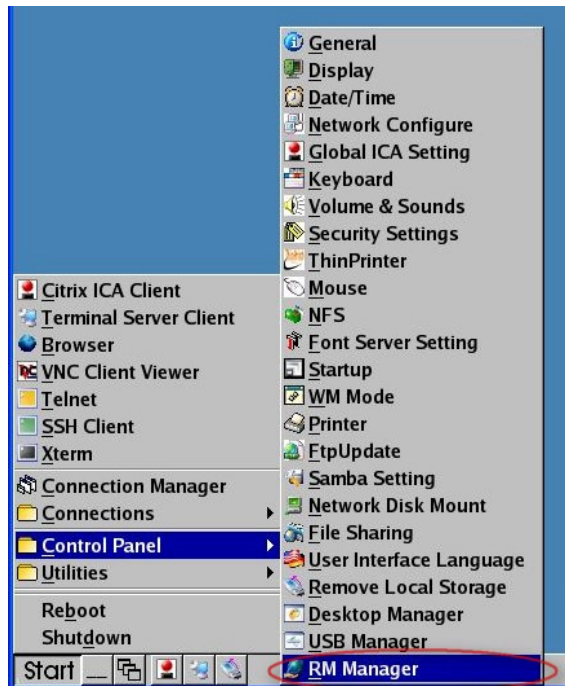 General
Display
Date/Time
Network Configure
Global ICA Setting
Keyboard
Volume & Sounds
Security Settings
ThinPrinter
Mouse
NFS
Font Server Setting
Startup
WM Mode
Printer
FtpUpdate
Samba Setting
Network Disk Mount
File Sharing
User Interface Language
Remove Local Storage
Desktop Manager
USB Manager
RM Manager
Citrix ICA Client
Terminal Server Client
Browser
VNC Client Viewer
Telnet
SSH Client
Xterm
Connection Manager
Connections
Control Panel
Utilities
Reboot
Shutdown
Start